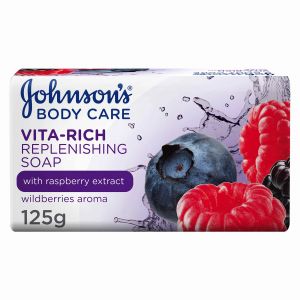 Johnson's
BODY CARE
VITA-RICH
REPLENISHING
SOAP
with raspberry extract
wildberries aroma
125g